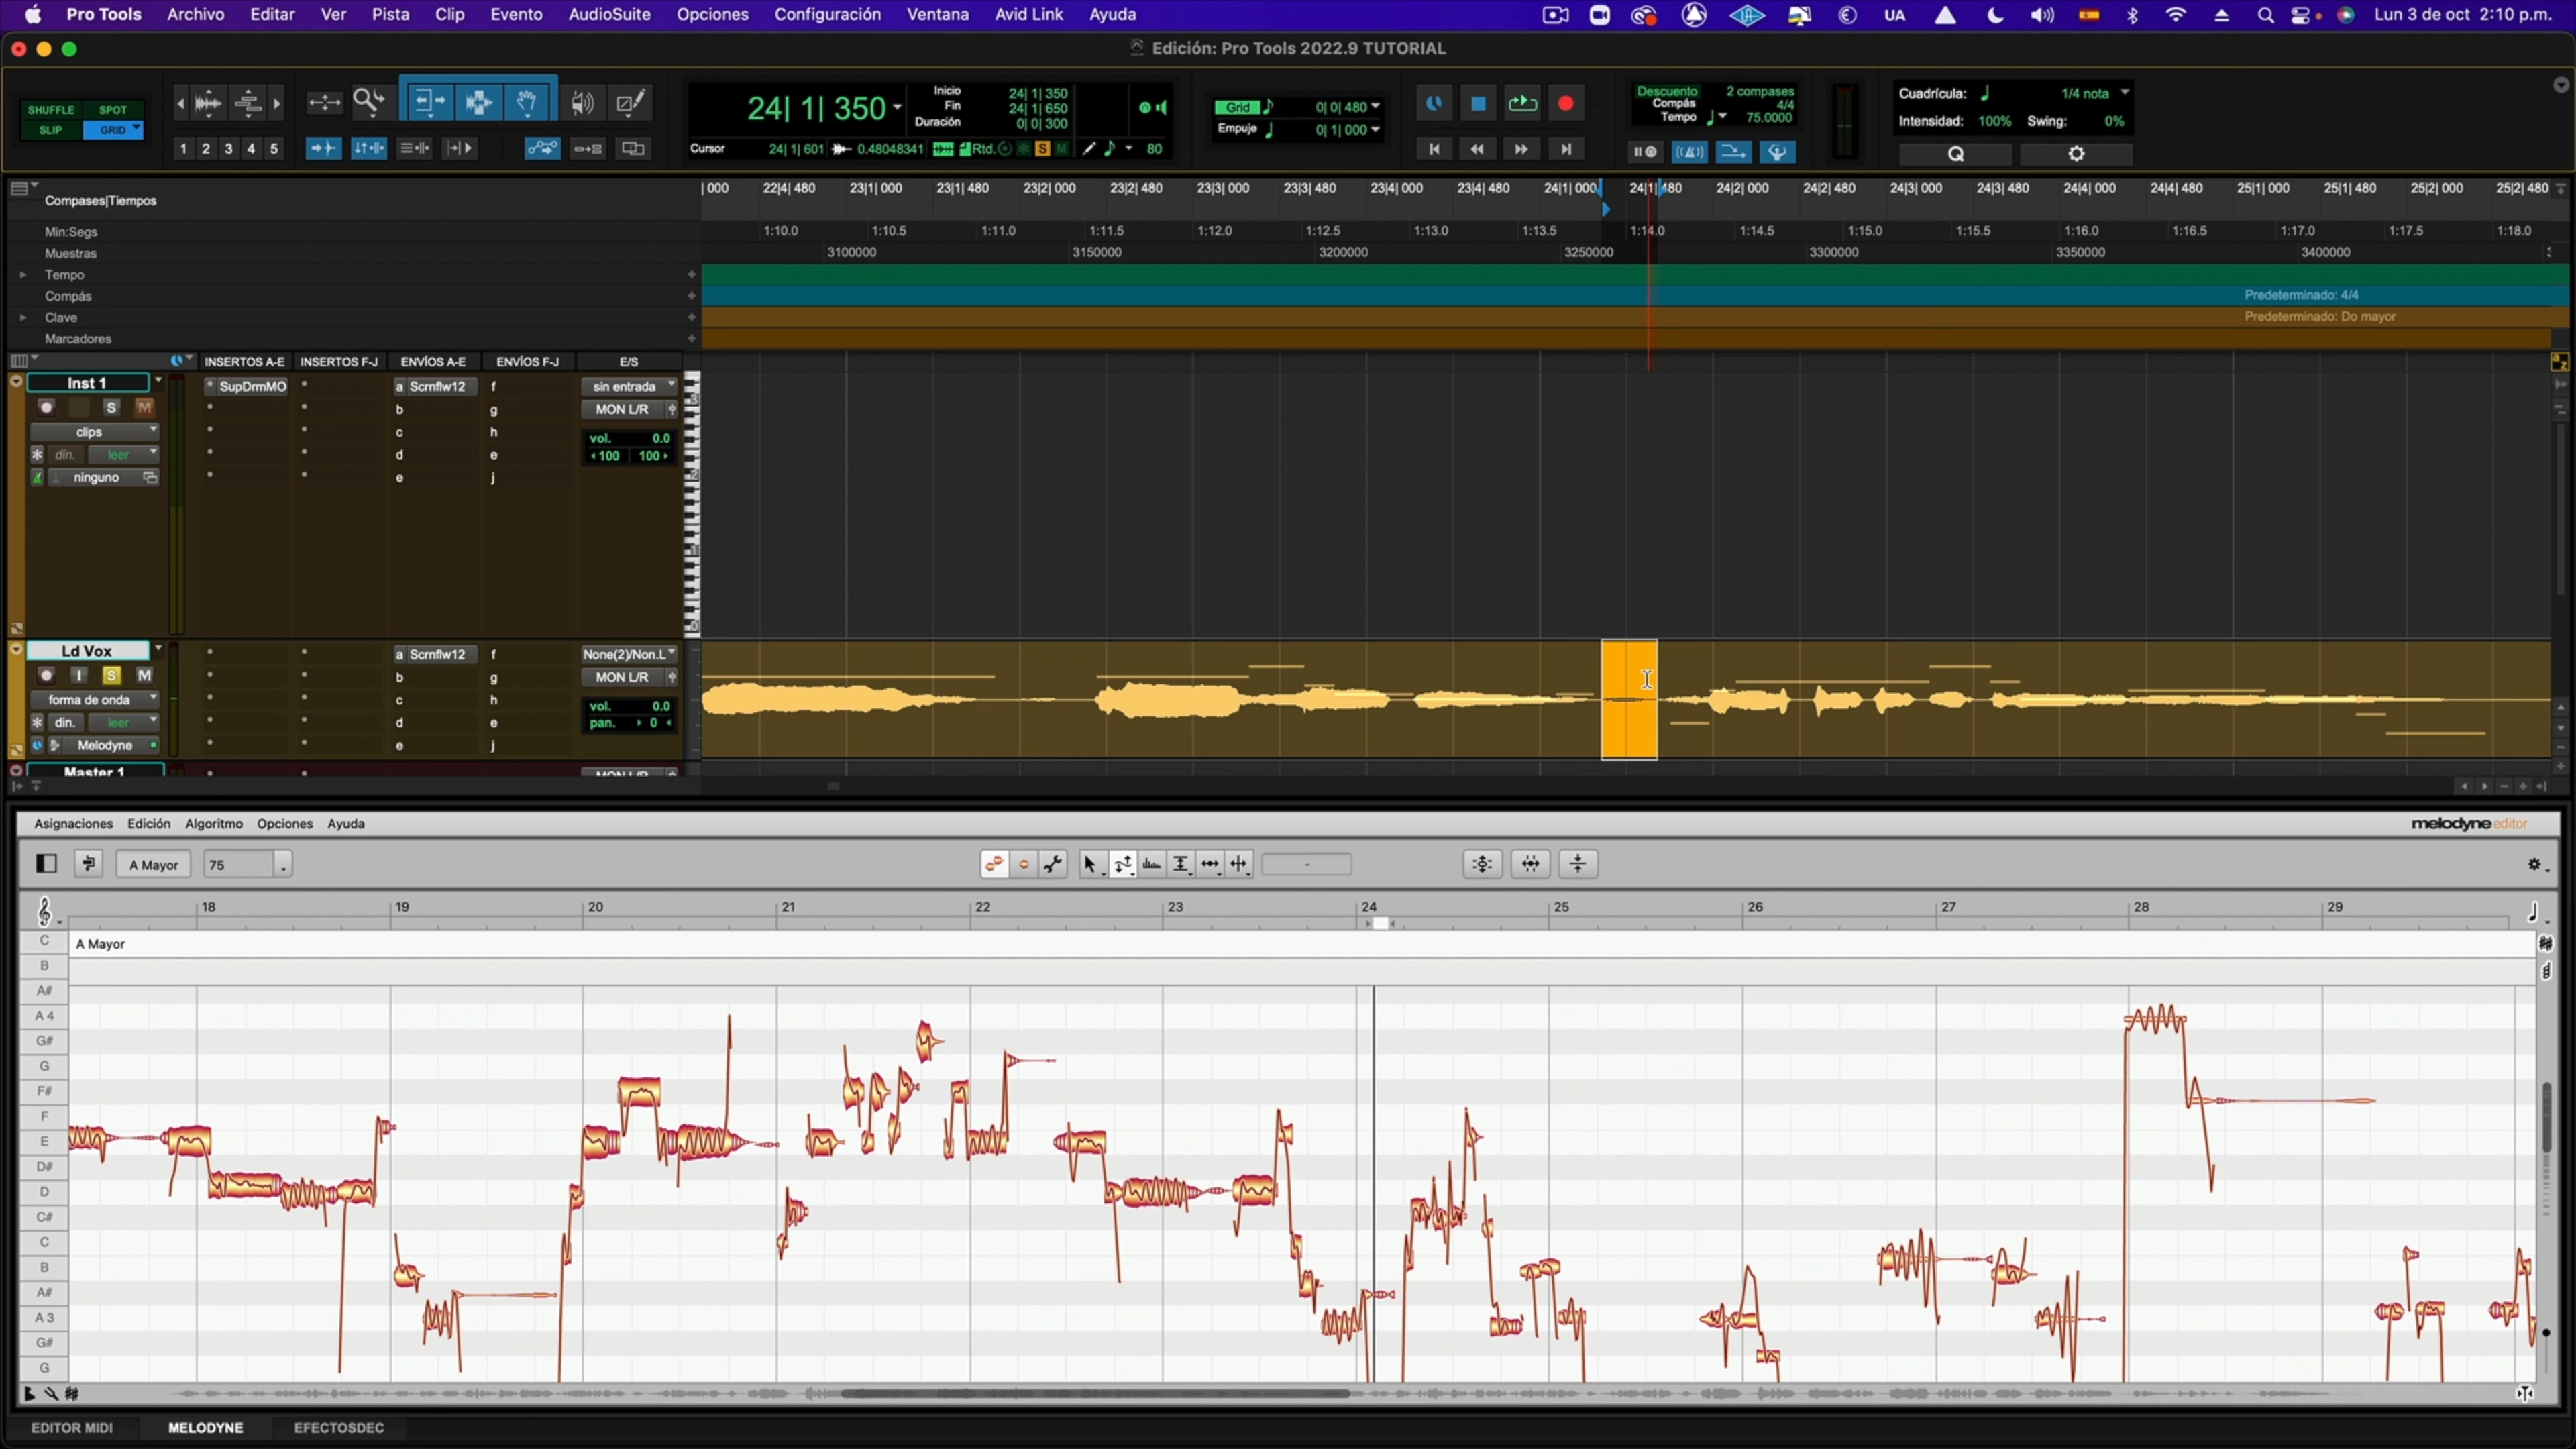 Pro Tools Archivo Editar Ver Pista Clip Evento AudioSuite Opciones Configuración Ventana Avid Link Ayuda UA Lun 3 de oct 2:10 p.m.
Edición: Pro Tools 2022.9 TUTORIAL
SHUFFLE SPOT
SLIP GRID
1 2 3 4 5
24| 1| 350
Inicio 24| 1| 350
Fin 24| 1| 650
Duración 0| 0| 300
Cursor 24| 1| 601 0.48048341 Rtd. S M 80
Grid 0| 0| 480
Empuje 0| 1| 000
Descuento 2 compases
Compás 4/4
Tempo 75.0000
Cuadrícula: 1/4 nota
Intensidad: 100% Swing: 0%
Q
Compases|Tiempos
| 000 22|4| 480 23|1| 000 23|1| 480 23|2| 000 23|2| 480 23|3| 000 23|3| 480 23|4| 000 23|4| 480 24|1| 000 24|1| 480 24|2| 000 24|2| 480 24|3| 000 24|3| 480 24|4| 000 24|4| 480 25|1| 000 25|1| 480 25|2| 000 25|2| 480
Min:Segs 1:10.0 1:10.5 1:11.0 1:11.5 1:12.0 1:12.5 1:13.0 1:13.5 1:14.0 1:14.5 1:15.0 1:15.5 1:16.0 1:16.5 1:17.0 1:17.5 1:18.0
Muestras 3100000 3150000 3200000 3250000 3300000 3350000 3400000
Tempo
Compás Predeterminado: 4/4
Clave Predeterminado: Do mayor
Marcadores
INSERTOS A-E INSERTOS F-J ENVÍOS A-E ENVÍOS F-J E/S
Inst 1 SupDrmMO a Scrnflw12 f sin entrada
S M b g MON L/R
clips c h vol. 0.0
din. leer d e 100 100
ninguno e j
Ld Vox a Scrnflw12 f None(2)/Non.L
I S M b g MON L/R
forma de onda c h vol. 0.0
din. leer d e pan. 0
Melodyne e j
Master 1 MON L/R
Asignaciones Edición Algoritmo Opciones Ayuda melodyne editor
A Mayor 75 -
18 19 20 21 22 23 24 25 26 27 28 29
C A Mayor
B
A#
A 4
G#
G
F#
F
E
D#
D
C#
C
B
A#
A 3
G#
G
EDITOR MIDI MELODYNE EFECTOSDEC